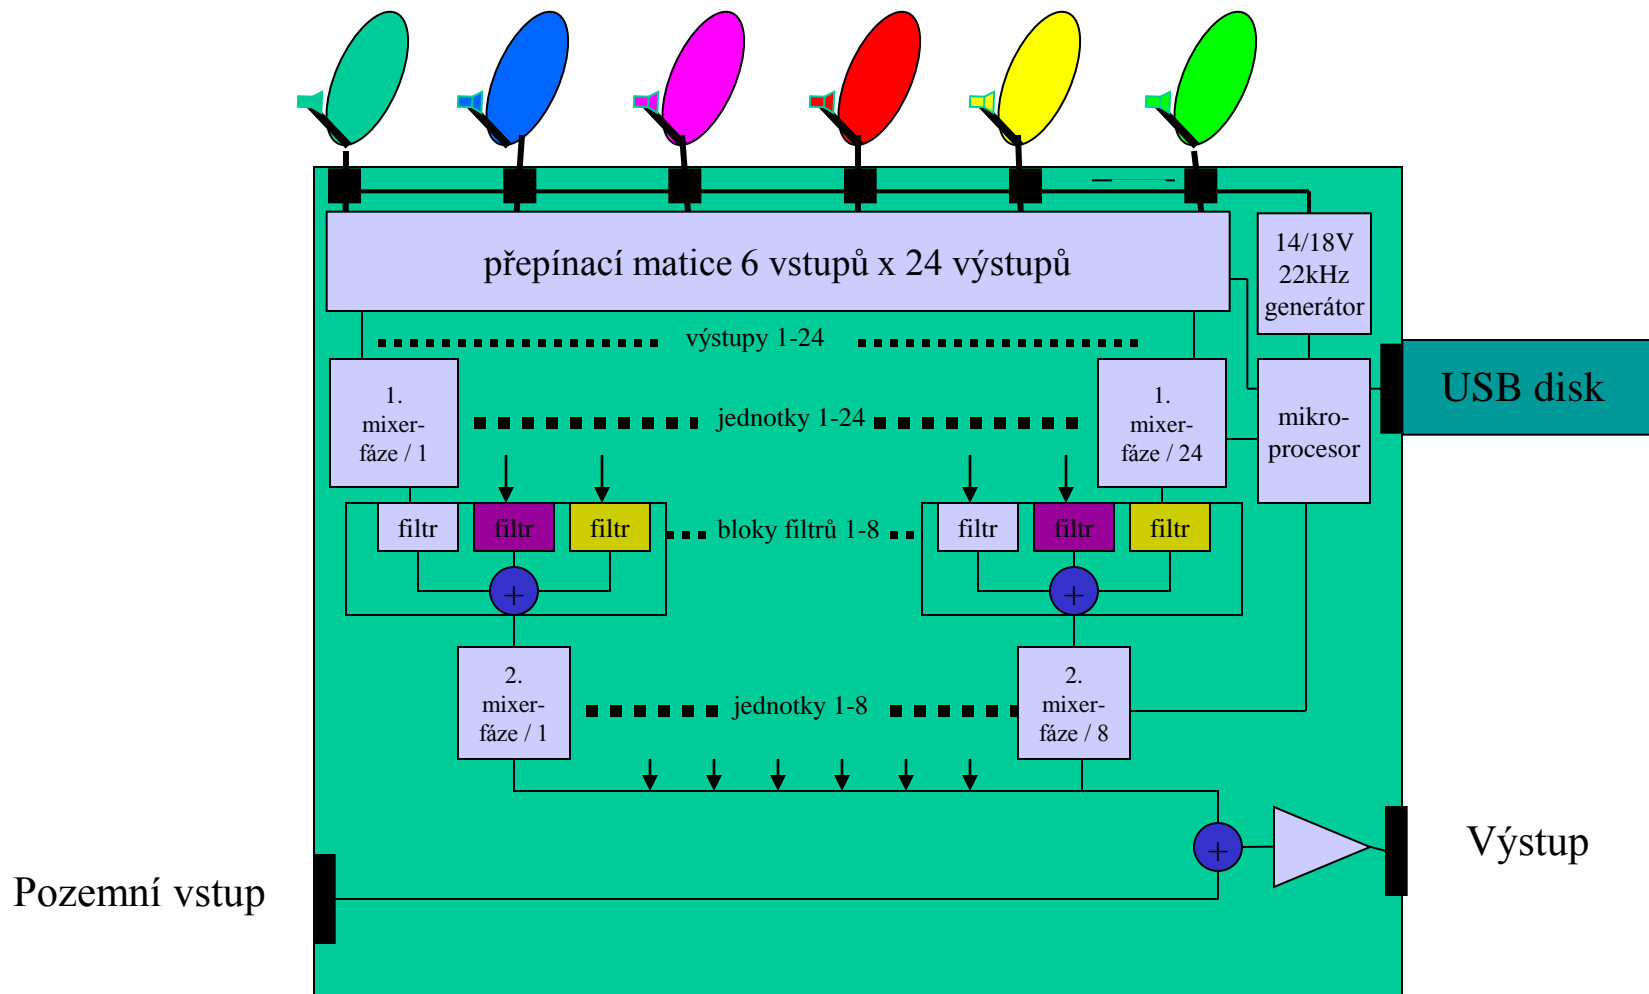 přepínací matice 6 vstupů x 24 výstupů
14/18V
22kHz
generátor
výstupy 1-24
1.
mixer-
fáze / 1
jednotky 1-24
1.
mixer-
fáze / 24
mikro-
procesor
USB disk
filtr
filtr
filtr
bloky filtrů 1-8
filtr
filtr
filtr
+
+
2.
mixer-
fáze / 1
jednotky 1-8
2.
mixer-
fáze / 8
+
Výstup
Pozemní vstup